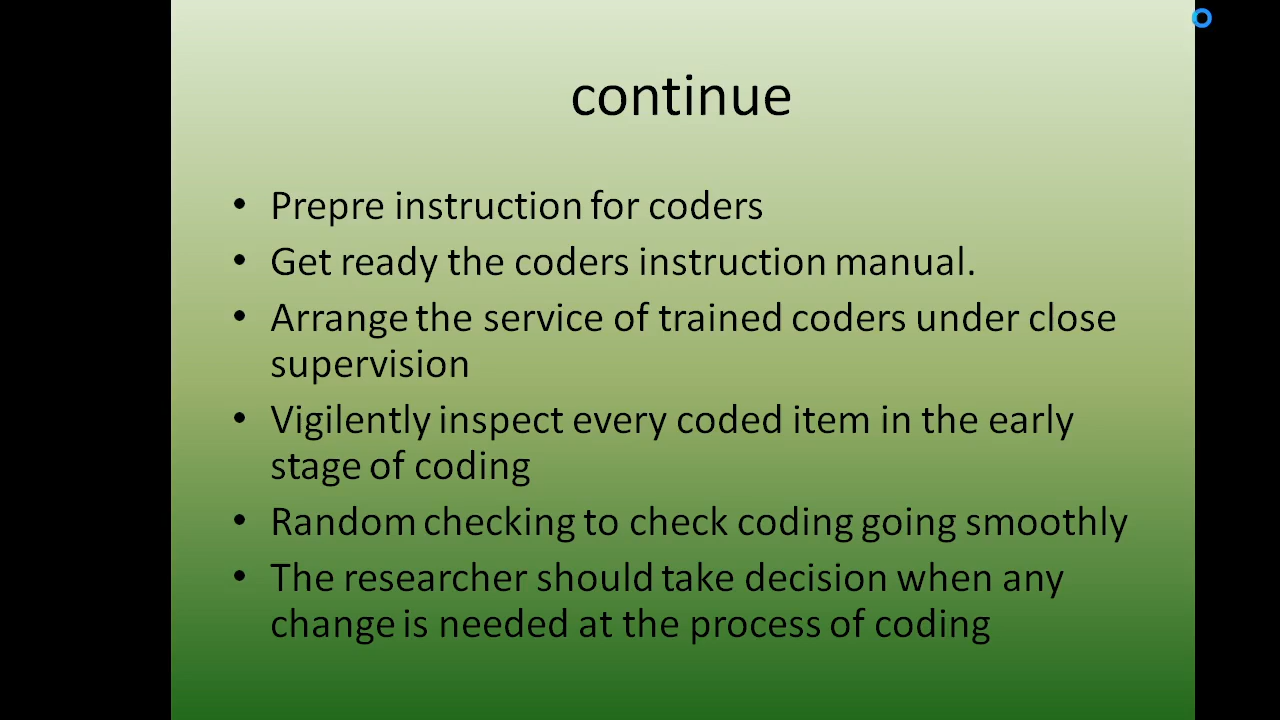 continue
• Prepre instruction for coders
• Get ready the coders instruction manual.
• Arrange the service of trained coders under close
supervision
• Vigilently inspect every coded item in the early
stage of coding
• Random checking to check coding going smoothly
• The researcher should take decision when any
change is needed at the process of coding